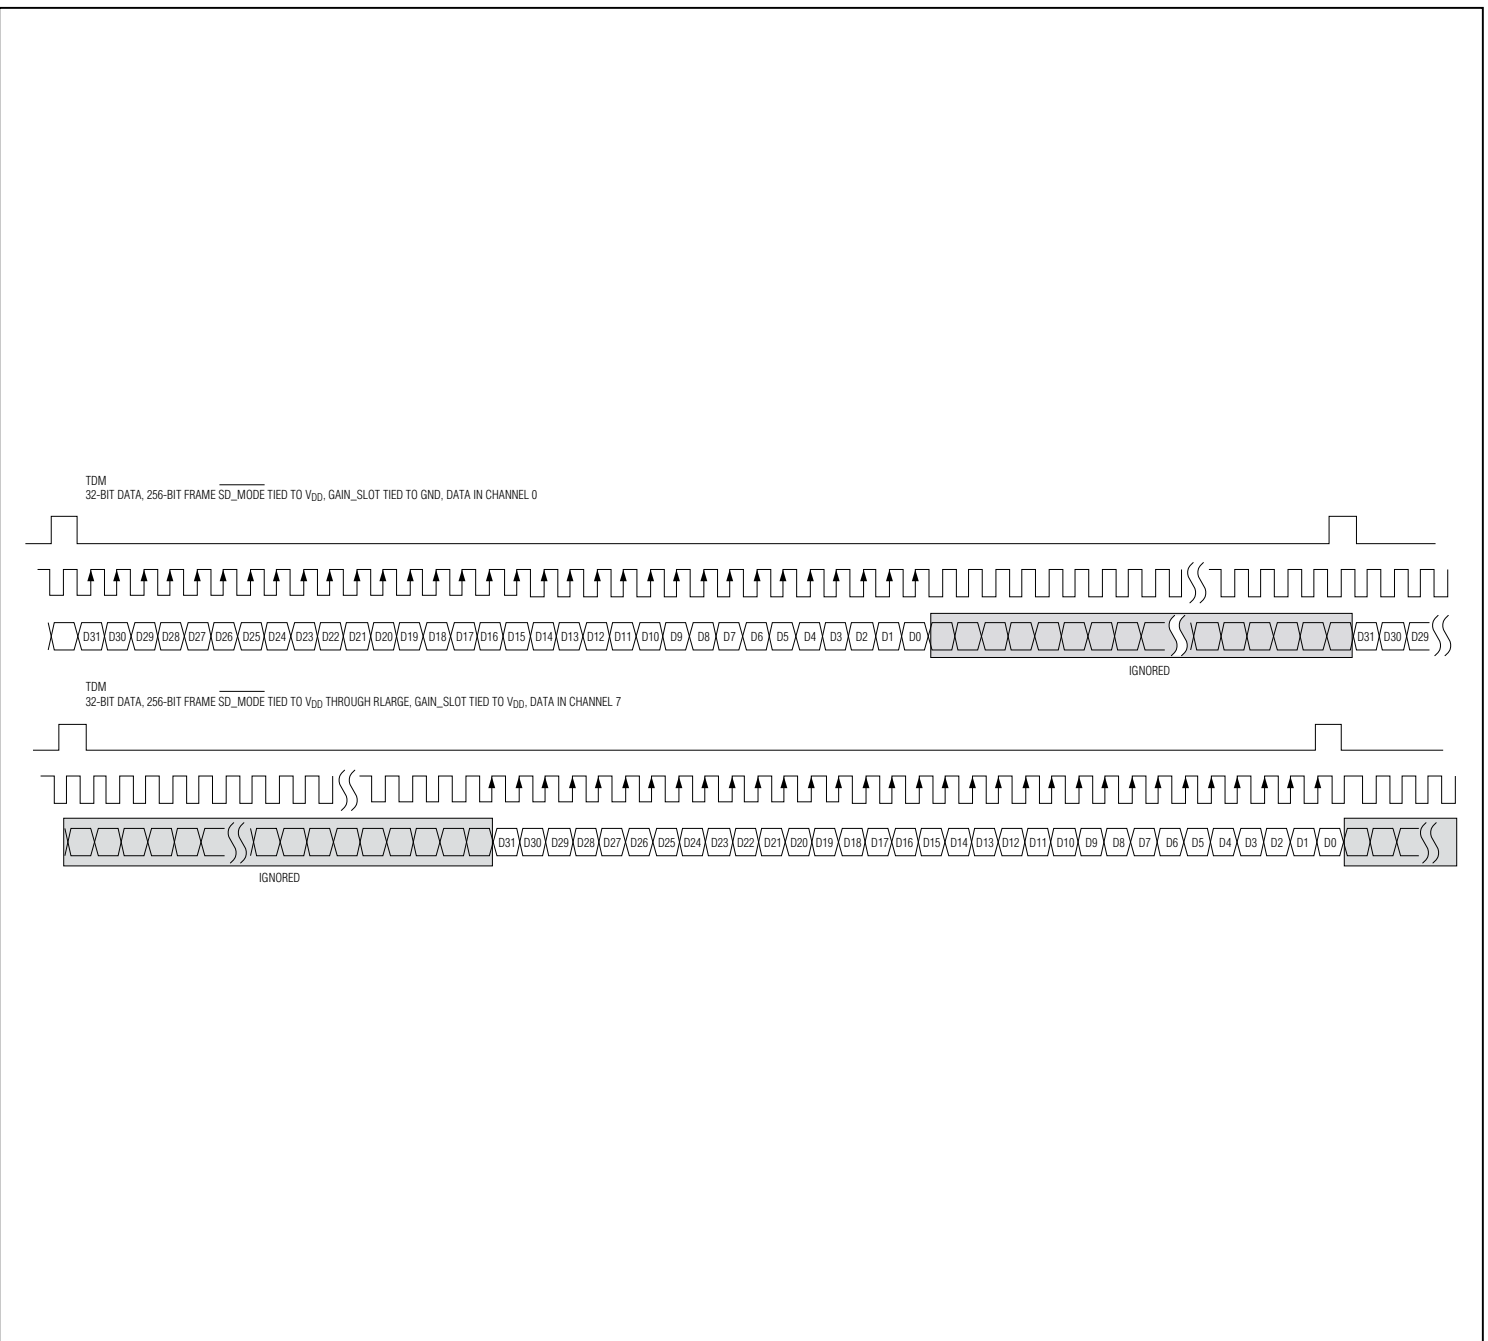 TDM
32-BIT DATA, 256-BIT FRAME SD_MODE TIED TO VDD, GAIN_SLOT TIED TO GND, DATA IN CHANNEL 0
D31 D30 D29 D28 D27 D26 D25 D24 D23 D22 D21 D20 D19 D18 D17 D16 D15 D14 D13 D12 D11 D10 D9 D8 D7 D6 D5 D4 D3 D2 D1 D0 D31 D30 D29
IGNORED
TDM
32-BIT DATA, 256-BIT FRAME SD_MODE TIED TO VDD THROUGH RLARGE, GAIN_SLOT TIED TO VDD, DATA IN CHANNEL 7
D31 D30 D29 D28 D27 D26 D25 D24 D23 D22 D21 D20 D19 D18 D17 D16 D15 D14 D13 D12 D11 D10 D9 D8 D7 D6 D5 D4 D3 D2 D1 D0
IGNORED